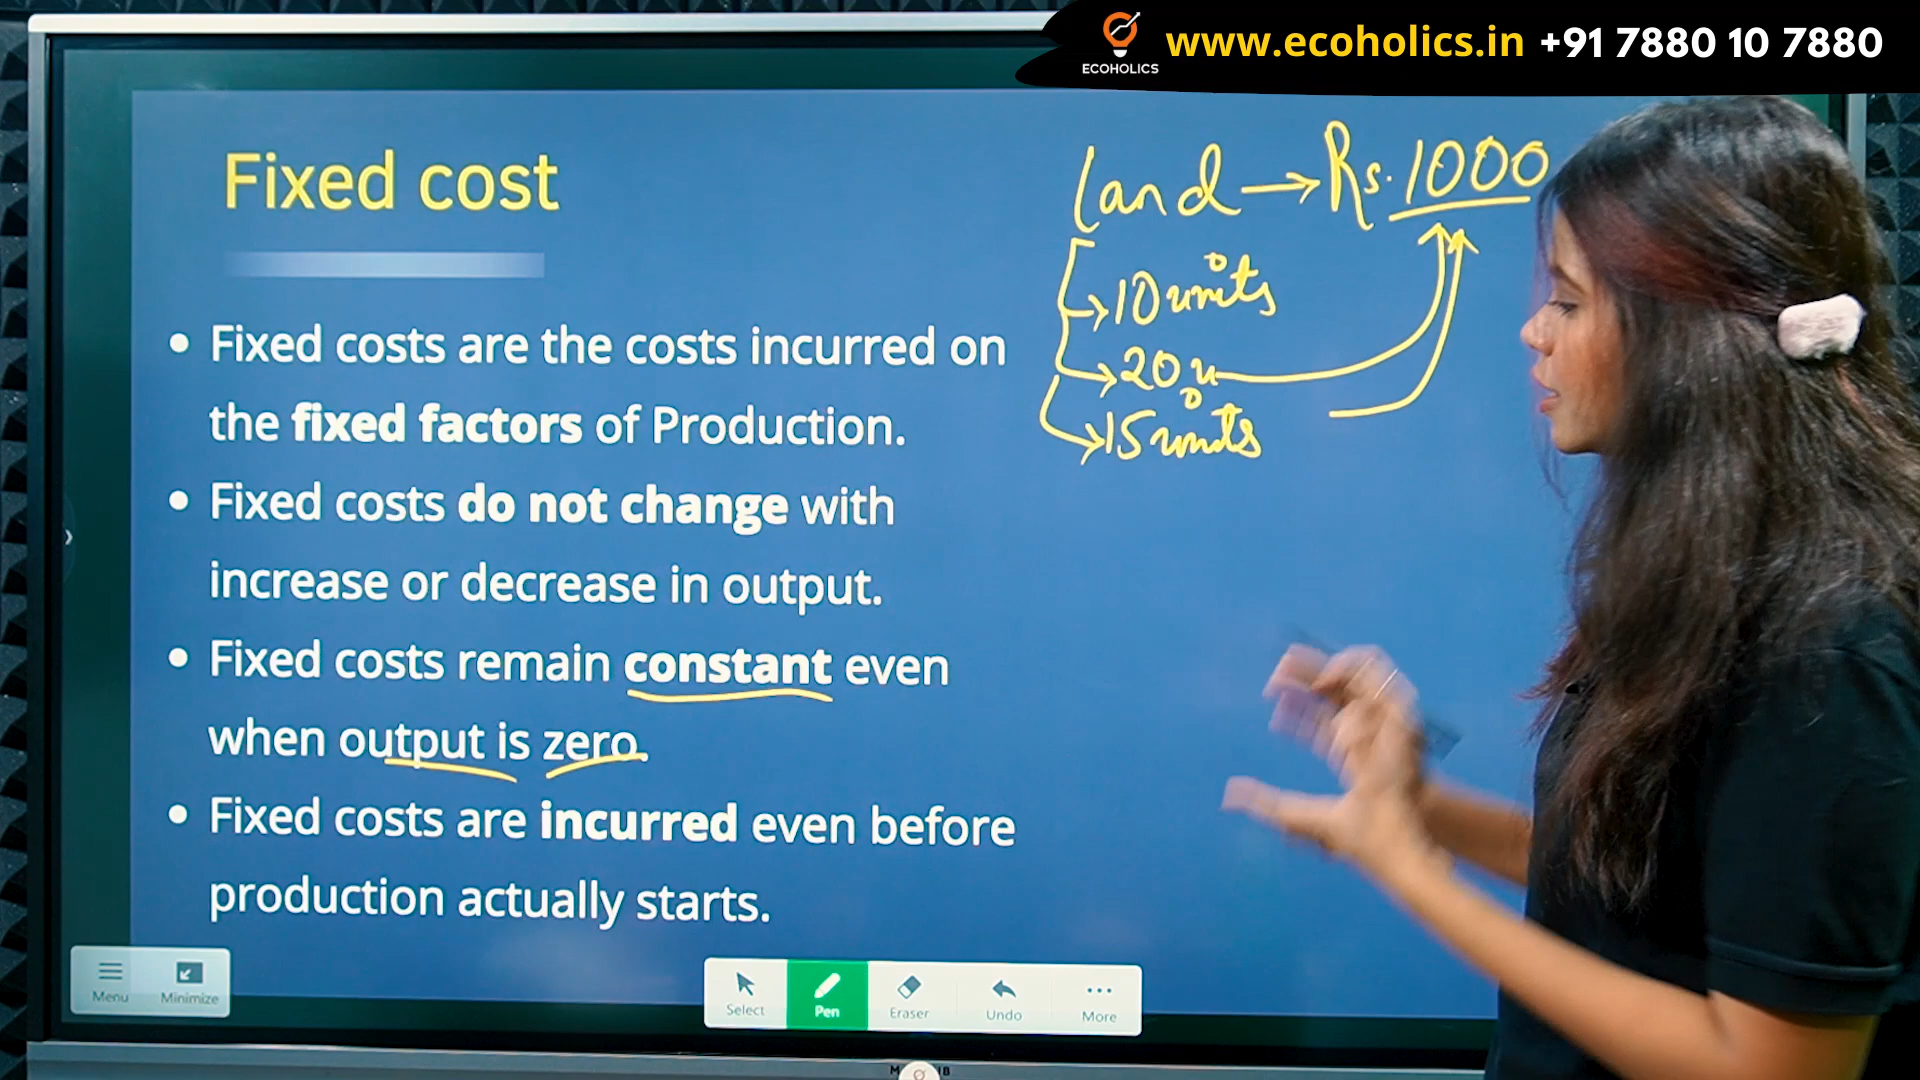 www.ecoholics.in +91 7880 10 7880
ECOHOLICS
Fixed cost
• Fixed costs are the costs incurred on
the fixed factors of Production.
• Fixed costs do not change with
increase or decrease in output.
• Fixed costs remain constant even
when output is zero.
• Fixed costs are incurred even before
production actually starts.
Land → Rs. 1000
→ 10 units
→ 20 u
→ 15 units
Menu
Minimize
Select
Pen
Eraser
Undo
More